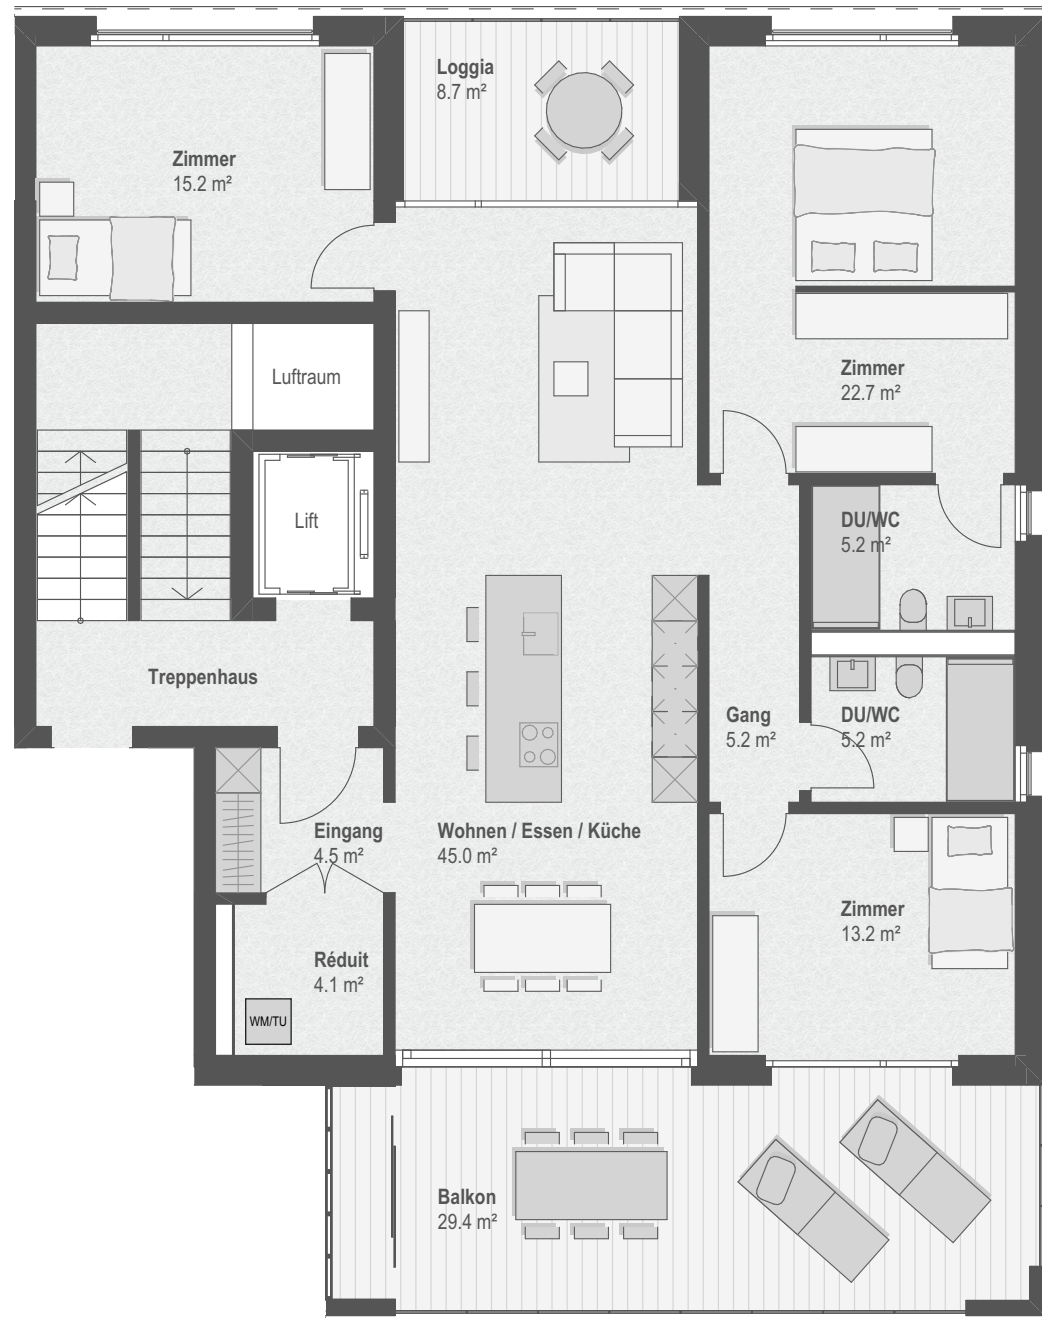 Loggia
8.7 m²
Zimmer
15.2 m²
Luftraum
Zimmer
22.7 m²
Lift
DU/WC
5.2 m²
Treppenhaus
Gang
5.2 m²
DU/WC
5.2 m²
Eingang
4.5 m²
Wohnen / Essen / Küche
45.0 m²
Zimmer
13.2 m²
Réduit
4.1 m²
WM/TU
Balkon
29.4 m²